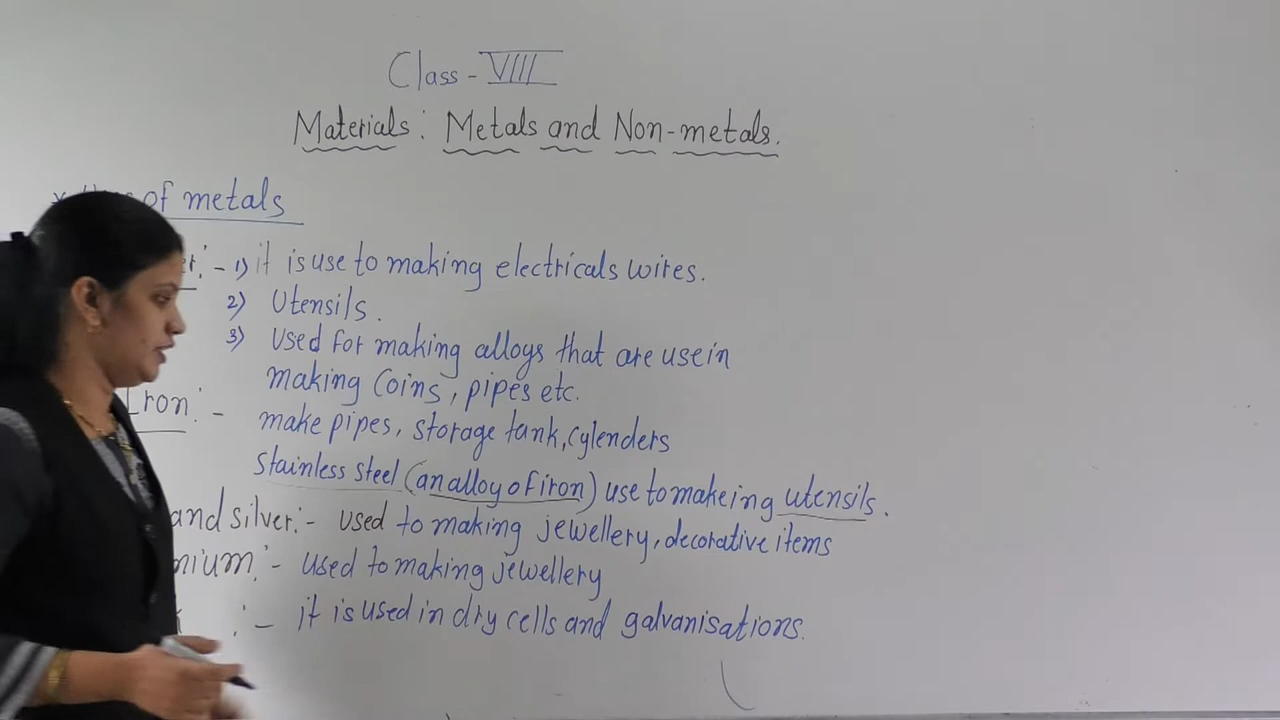 Class - VIII
Materials : Metals and Non-metals.
of metals
:- 1) it is use to making electricals wires.
2) Utensils.
3) Used for making alloys that are use in
making coins, pipes etc.
Iron :-
make pipes, storage tank, cylenders
Stainless steel (an alloy of iron) use to makeing utensils.
and silver:- used to making jewellery, decorative items
:- used to making jewellery
:- it is used in dry cells and galvanisations.